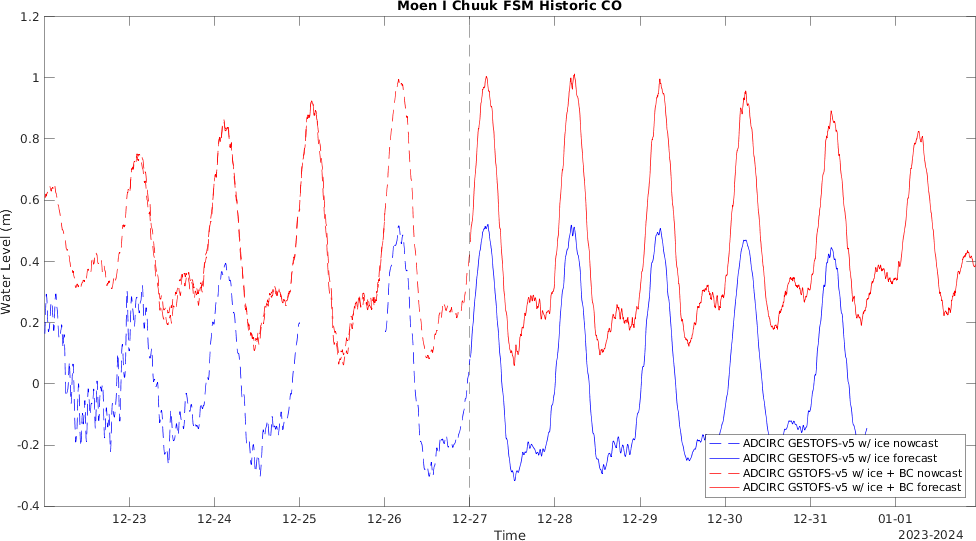 Moen I Chuuk FSM Historic CO
1.2
1
0.8
0.6
0.4
0.2
0
-0.2
-0.4
Water Level (m)
12-23 12-24 12-25 12-26 12-27 12-28 12-29 12-30 12-31 01-01
Time
2023-2024
ADCIRC GESTOFS-v5 w/ ice nowcast
ADCIRC GESTOFS-v5 w/ ice forecast
ADCIRC GSTOFS-v5 w/ ice + BC nowcast
ADCIRC GSTOFS-v5 w/ ice + BC forecast